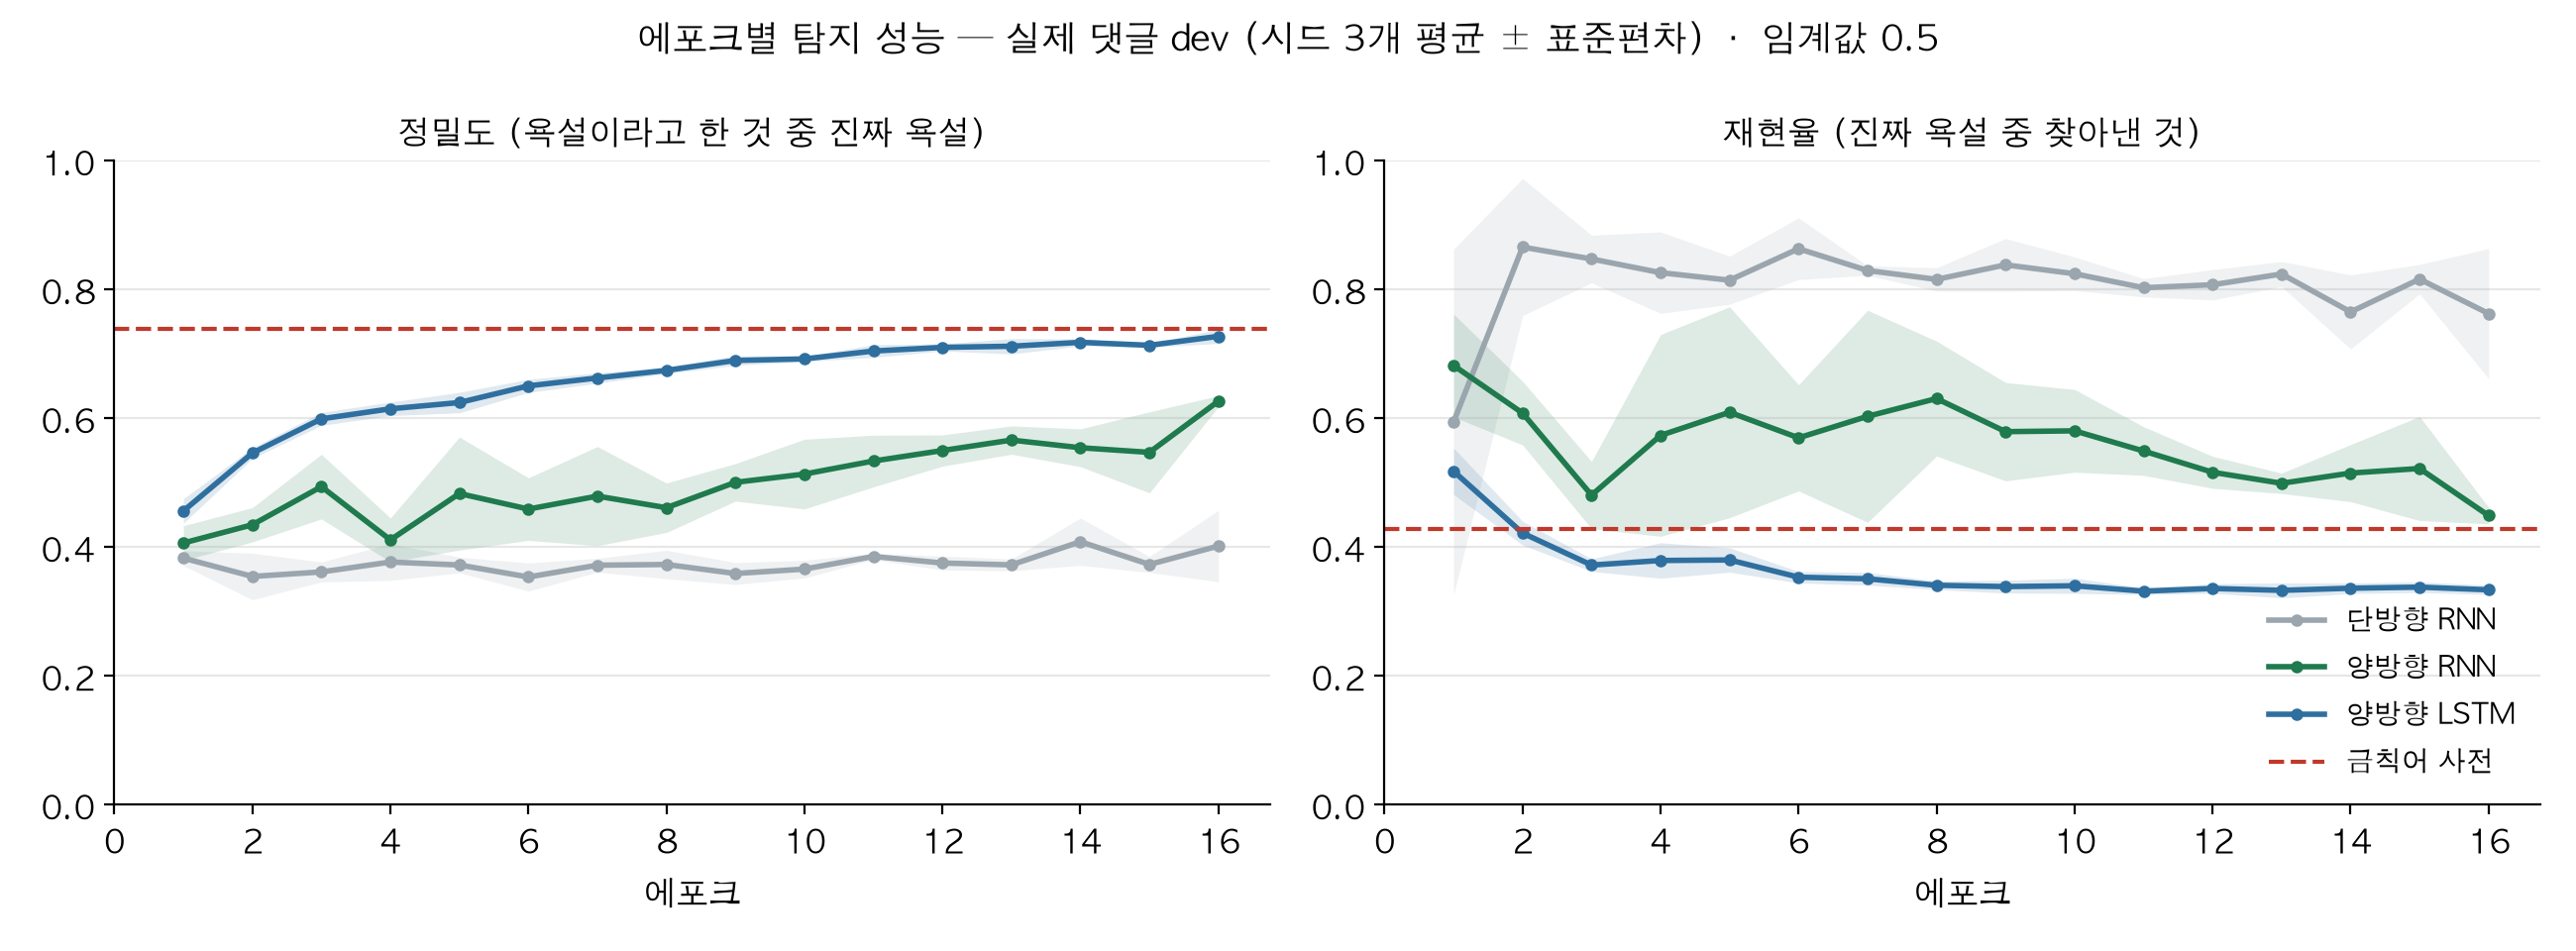 에포크별 탐지 성능 — 실제 댓글 dev (시드 3개 평균 ± 표준편차) · 임계값 0.5
정밀도 (욕설이라고 한 것 중 진짜 욕설)
1.0
0.8
0.6
0.4
0.2
0.0
0 2 4 6 8 10 12 14 16
에포크
재현율 (진짜 욕설 중 찾아낸 것)
1.0
0.8
0.6
0.4
0.2
0.0
단방향 RNN
양방향 RNN
양방향 LSTM
금칙어 사전
0 2 4 6 8 10 12 14 16
에포크